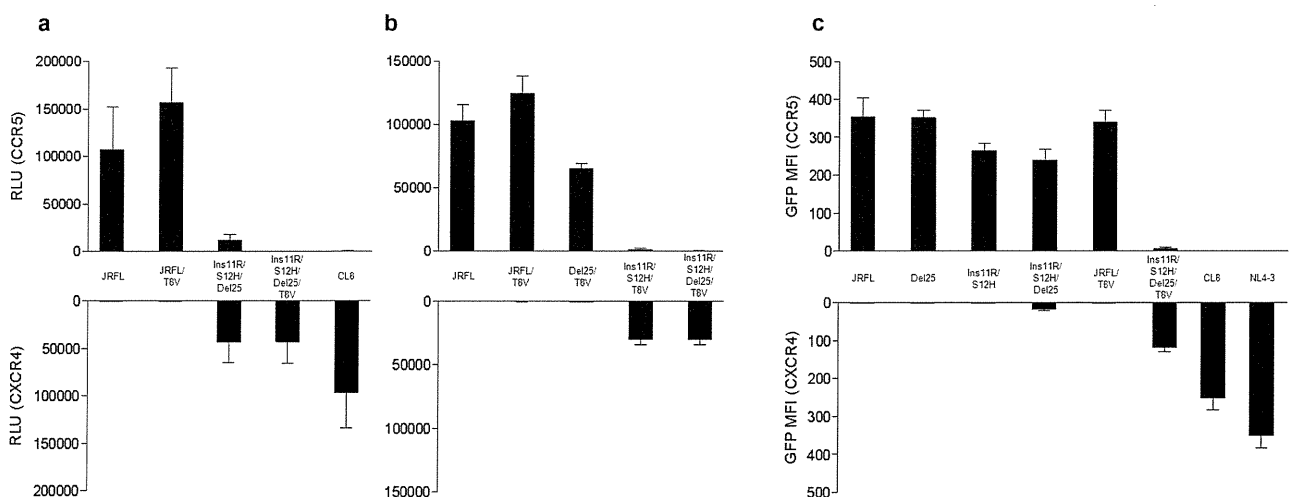 a
200000
150000
100000
50000
0
RLU (CCR5)
JRFL
JRFL/
T8V
Ins11R/
S12H/
Del25
Ins11R/
S12H/
Del25/
T8V
CL6
0
50000
100000
150000
200000
RLU (CXCR4)
b
150000
100000
50000
0
JRFL
JRFL/
T8V
Del25/
T8V
Ins11R/
S12H/
T8V
Ins11R/
S12H/
Del25/
T8V
0
50000
100000
150000
c
500
400
300
200
100
0
GFP MFI (CCR5)
JRFL
Del25
Ins11R/
S12H
Ins11R/
S12H/
Del25
JRFL/
T8V
Ins11R/
S12H/
Del25/
T8V
CL6
NL4-3
0
100
200
300
400
500
GFP MFI (CXCR4)